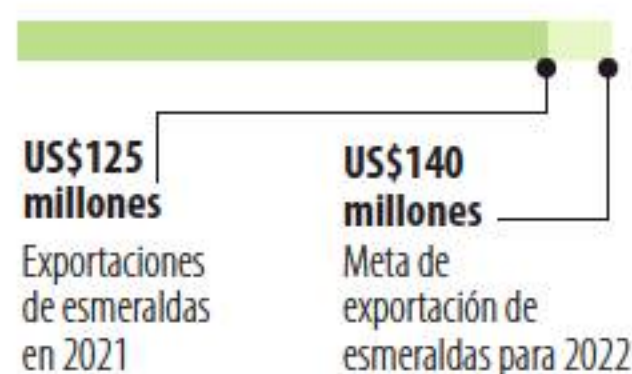 US$125
millones
Exportaciones
de esmeraldas
en 2021
US$140
millones
Meta de
exportación de
esmeraldas para 2022